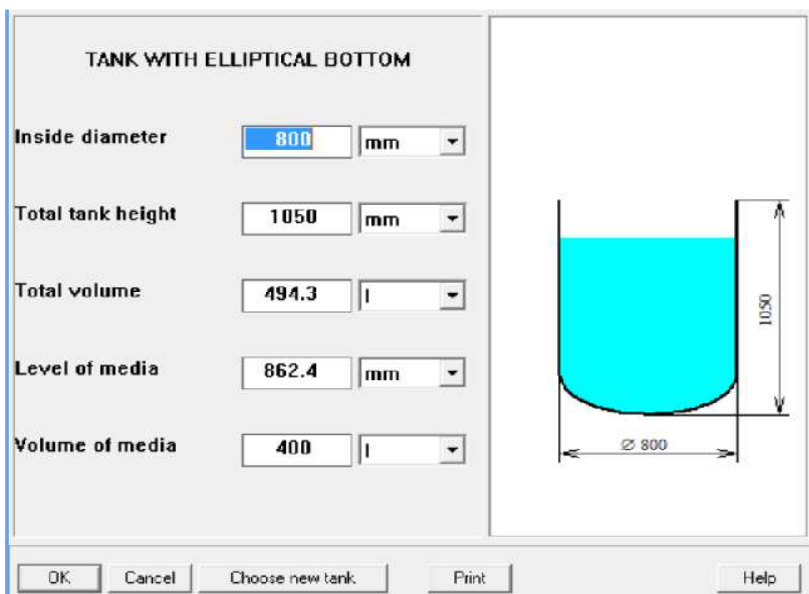 TANK WITH ELLIPTICAL BOTTOM
Inside diameter 800 mm
Total tank height 1050 mm
Total volume 494.3 l
Level of media 862.4 mm
Volume of media 400 l
1050
Ø 800
OK Cancel Choose new tank Print Help